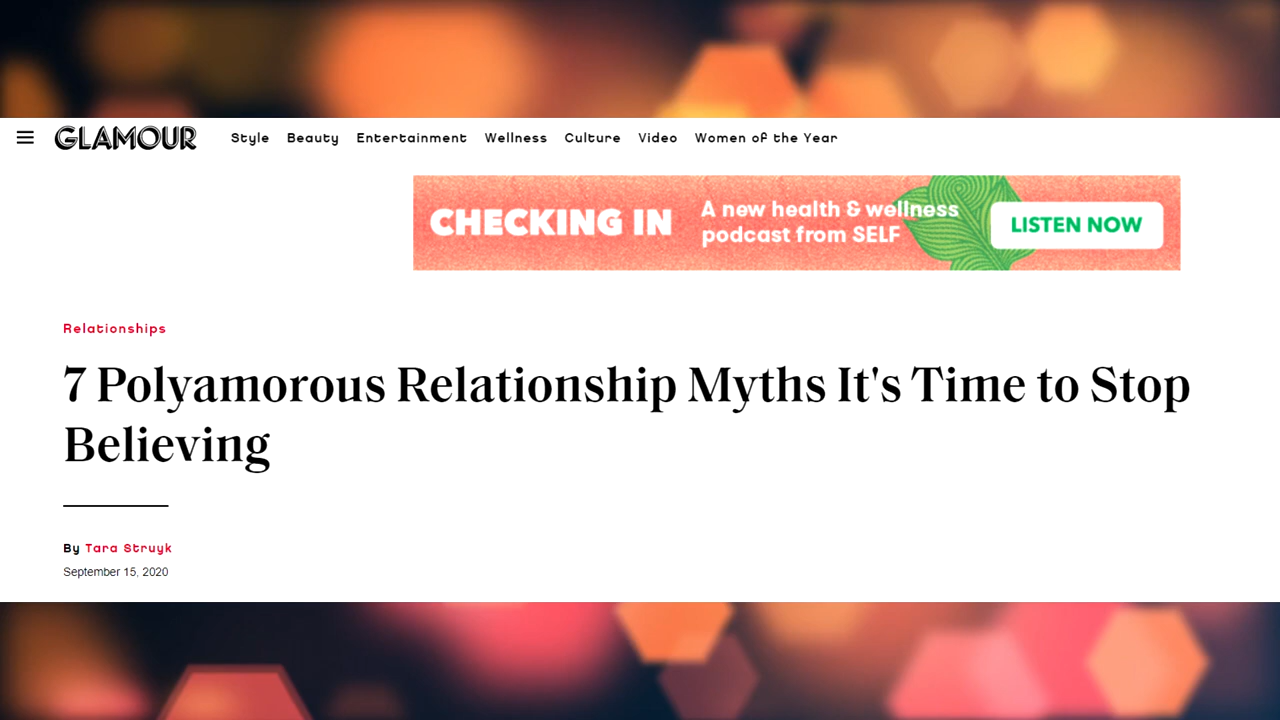 GLAMOUR Style Beauty Entertainment Wellness Culture Video Women of the Year
CHECKING IN
A new health & wellness
podcast from SELF
LISTEN NOW
Relationships
7 Polyamorous Relationship Myths It's Time to Stop
Believing
By Tara Struyk
September 15, 2020